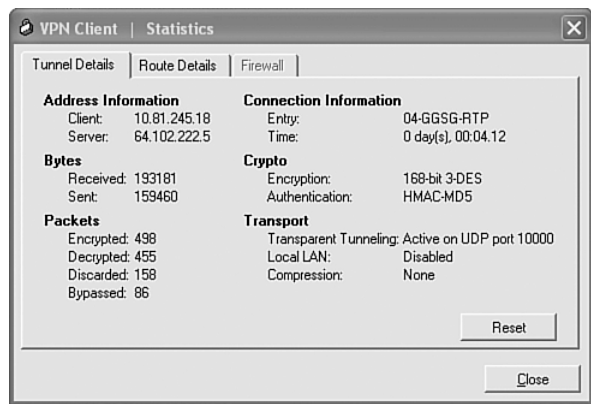 VPN Client | Statistics
Tunnel Details Route Details Firewall
Address Information
Client: 10.81.245.18
Server: 64.102.222.5
Bytes
Received: 193181
Sent: 159460
Packets
Encrypted: 498
Decrypted: 455
Discarded: 158
Bypassed: 86
Connection Information
Entry: 04-GGSG-RTP
Time: 0 day(s), 00:04.12
Crypto
Encryption: 168-bit 3-DES
Authentication: HMAC-MD5
Transport
Transparent Tunneling: Active on UDP port 10000
Local LAN: Disabled
Compression: None
Reset
Close